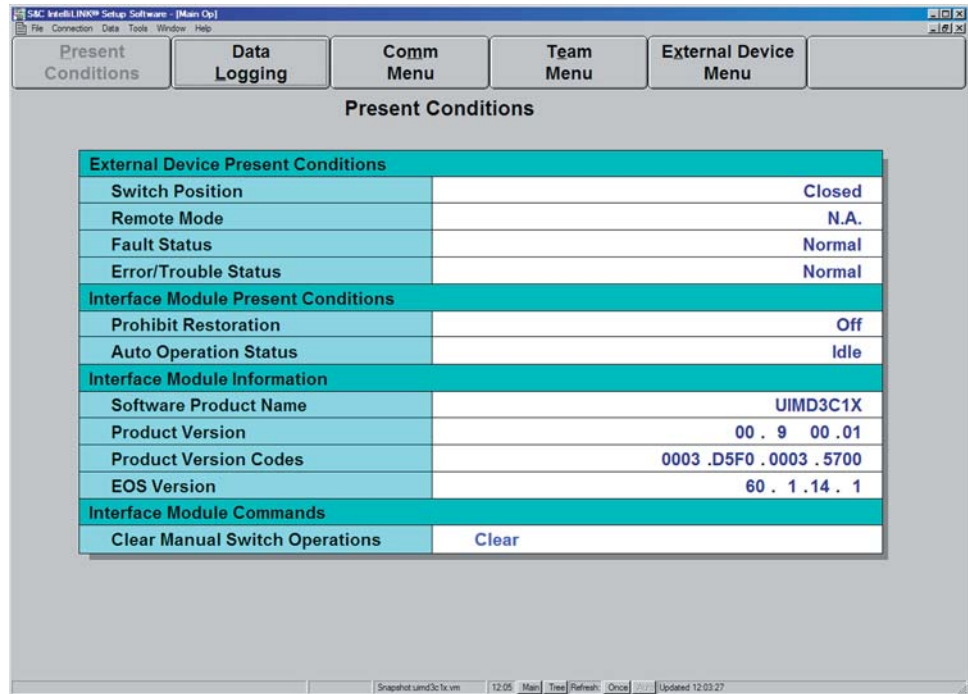 S&C IntelliLINK® Setup Software - [Main Op]
File Connection Data Tools Window Help
Present Conditions
Data Logging
Comm Menu
Team Menu
External Device Menu
Present Conditions
External Device Present Conditions
Switch Position Closed
Remote Mode N.A.
Fault Status Normal
Error/Trouble Status Normal
Interface Module Present Conditions
Prohibit Restoration Off
Auto Operation Status Idle
Interface Module Information
Software Product Name UIMD3C1X
Product Version 00 . 9 00 .01
Product Version Codes 0003 .D5F0 .0003 .5700
EOS Version 60 . 1 .14 . 1
Interface Module Commands
Clear Manual Switch Operations Clear
Snapshot:uimd3c1x.vm 12:05 Main Tree Refresh: Once Auto Updated 12:03:27